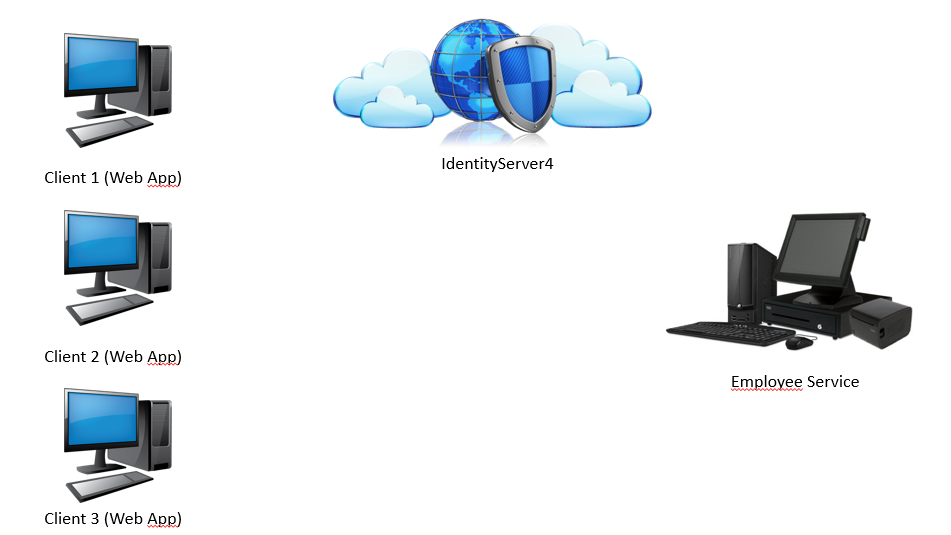 Client 1 (Web App)
IdentityServer4
Client 2 (Web App)
Employee Service
Client 3 (Web App)